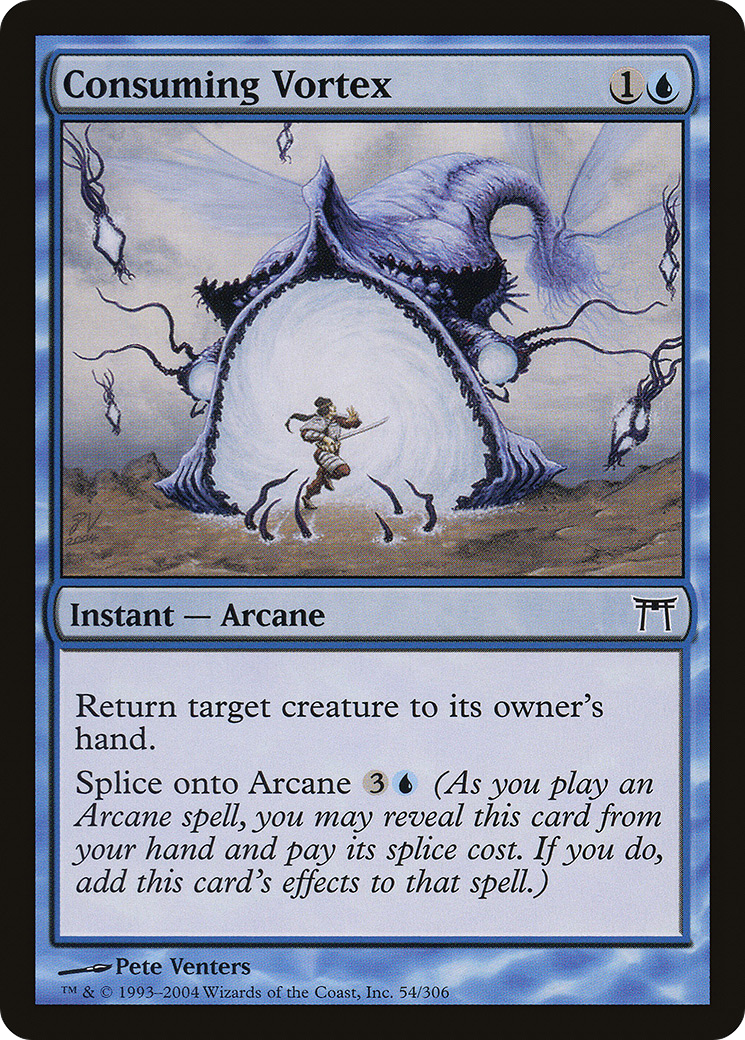 Consuming Vortex 1
PV
2004
Instant — Arcane
Return target creature to its owner's
hand.
Splice onto Arcane 3 (As you play an
Arcane spell, you may reveal this card from
your hand and pay its splice cost. If you do,
add this card's effects to that spell.)
Pete Venters
™ & © 1993–2004 Wizards of the Coast, Inc. 54/306